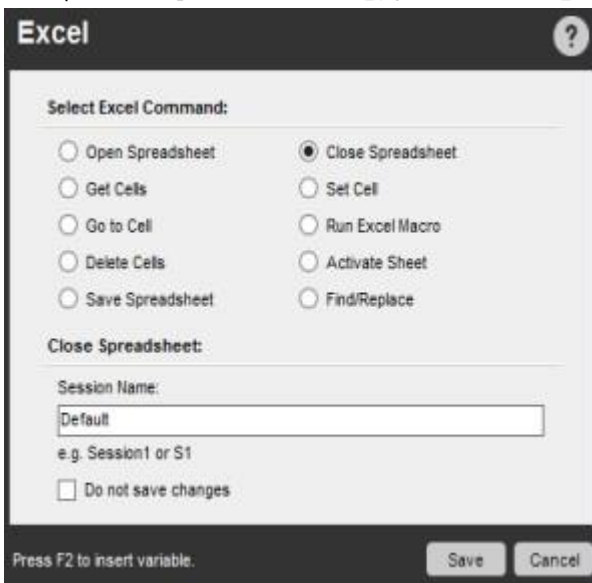 Excel
?
Select Excel Command:
Open Spreadsheet
Close Spreadsheet
Get Cells
Set Cell
Go to Cell
Run Excel Macro
Delete Cells
Activate Sheet
Save Spreadsheet
Find/Replace
Close Spreadsheet:
Session Name:
Default
e.g. Session1 or S1
Do not save changes
Press F2 to insert variable.
Save
Cancel